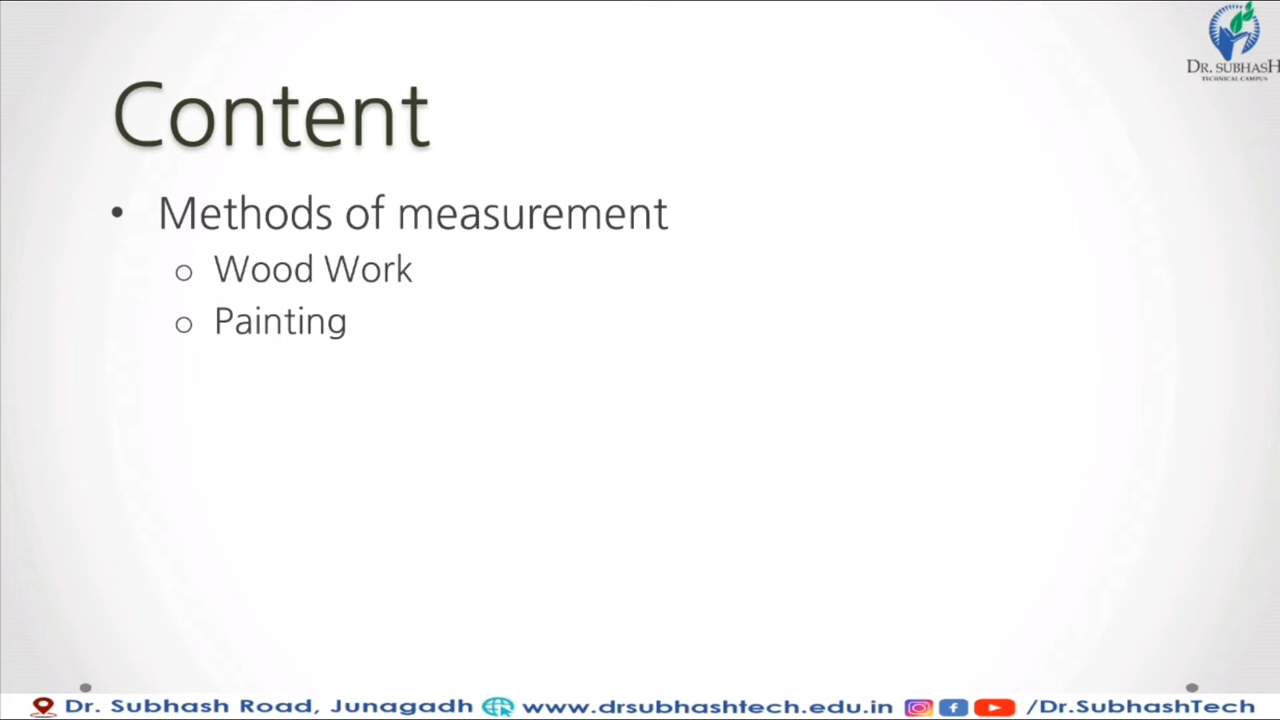 DR. SUBHASH
TECHNICAL CAMPUS
Content
• Methods of measurement
o Wood Work
o Painting
Dr. Subhash Road, Junagadh www.drsubhashtech.edu.in /Dr.SubhashTech